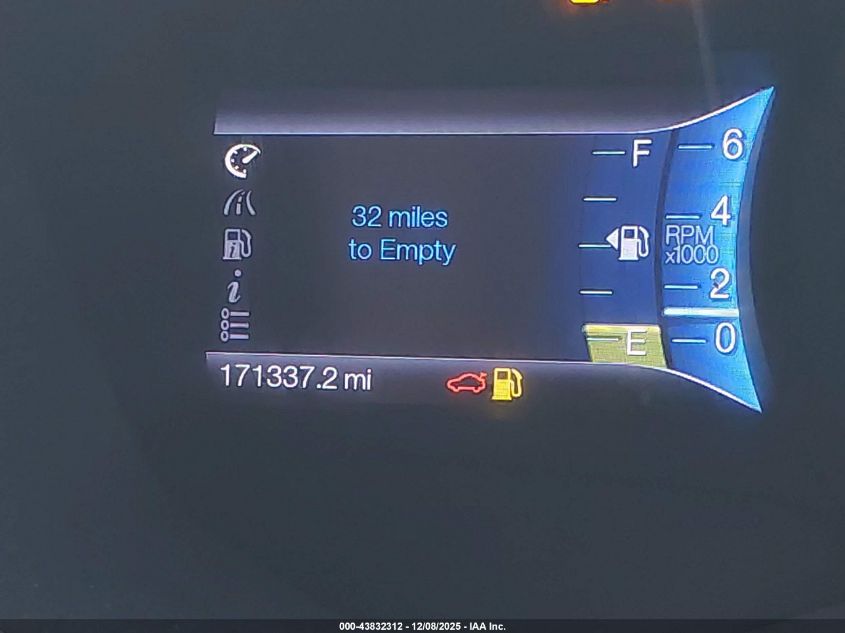 F
6
32 miles
to Empty
4
RPM
x1000
i
2
E
0
171337.2 mi
000-43832312 - 12/08/2025 - IAA Inc.